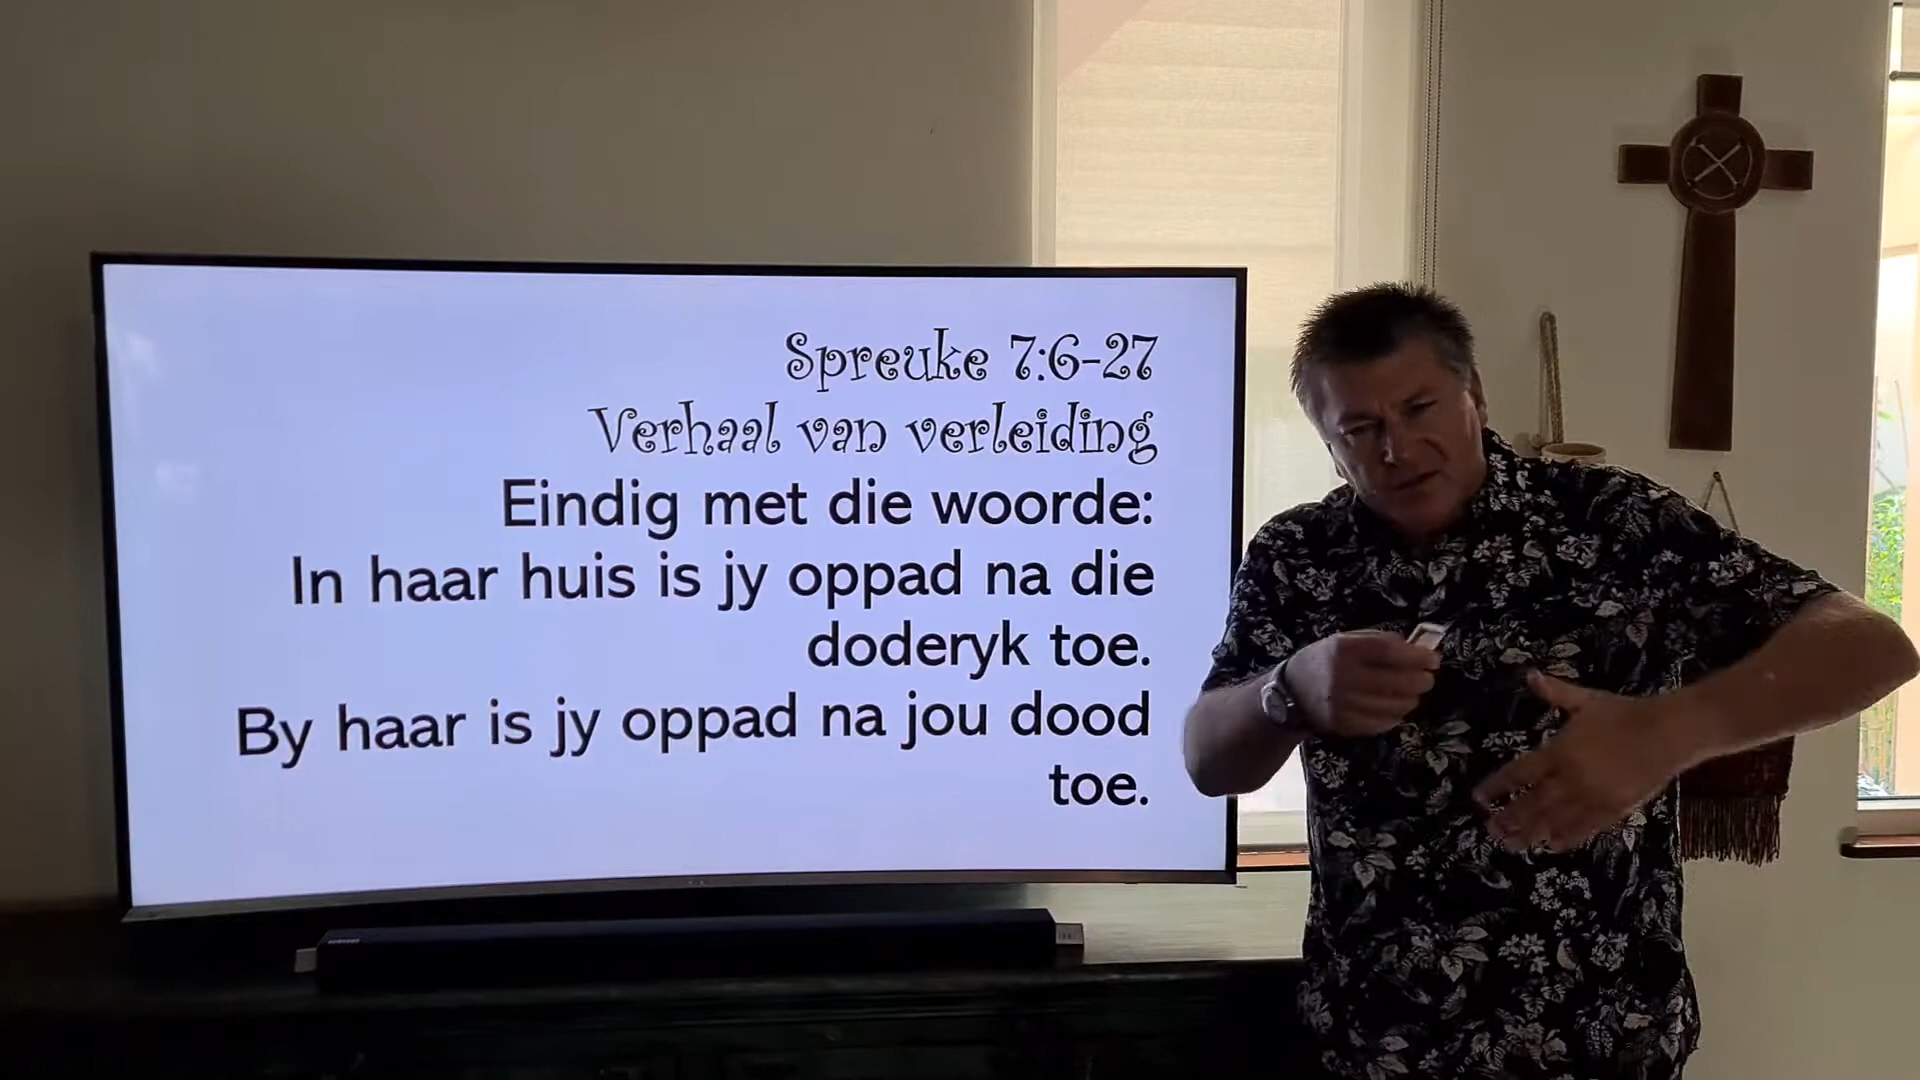 Spreuke 7:6-27
Verhaal van verleiding
Eindig met die woorde:
In haar huis is jy oppad na die
doderyk toe.
By haar is jy oppad na jou dood
toe.